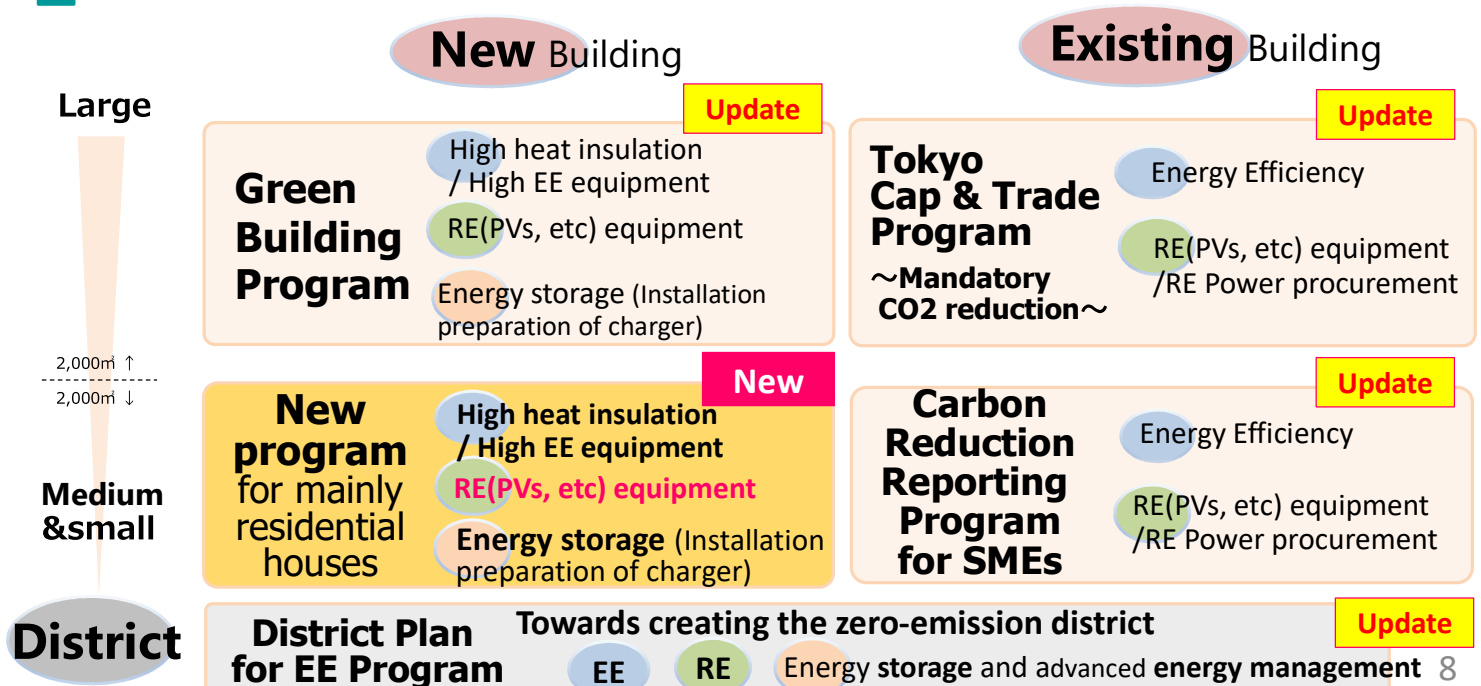 New Building
Existing Building
Large
Update
Green
Building
Program
High heat insulation
/ High EE equipment
RE(PVs, etc) equipment
Energy storage (Installation
preparation of charger)
Update
Tokyo
Cap & Trade
Program
～Mandatory
CO2 reduction～
Energy Efficiency
RE(PVs, etc) equipment
/RE Power procurement
2,000㎡ ↑
2,000㎡ ↓
Medium
&small
New
New
program
for mainly
residential
houses
High heat insulation
/ High EE equipment
RE(PVs, etc) equipment
Energy storage (Installation
preparation of charger)
Update
Carbon
Reduction
Reporting
Program
for SMEs
Energy Efficiency
RE(PVs, etc) equipment
/RE Power procurement
District
District Plan
for EE Program
Towards creating the zero-emission district
Update
EE
RE
Energy storage and advanced energy management
8